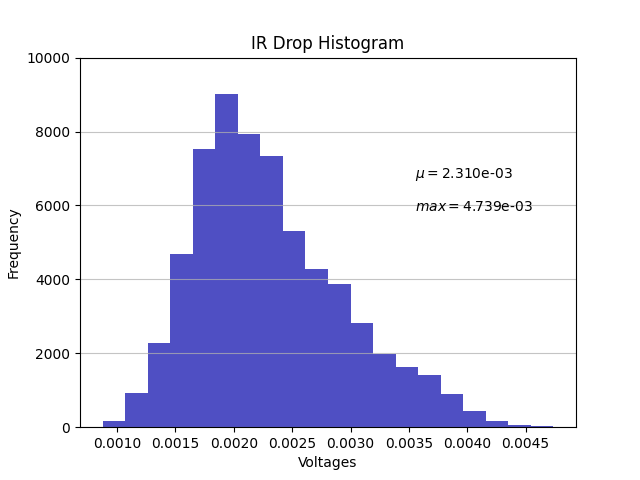 IR Drop Histogram
10000
8000
6000
4000
2000
0
Frequency
μ = 2.310e-03
max = 4.739e-03
0.0010 0.0015 0.0020 0.0025 0.0030 0.0035 0.0040 0.0045
Voltages